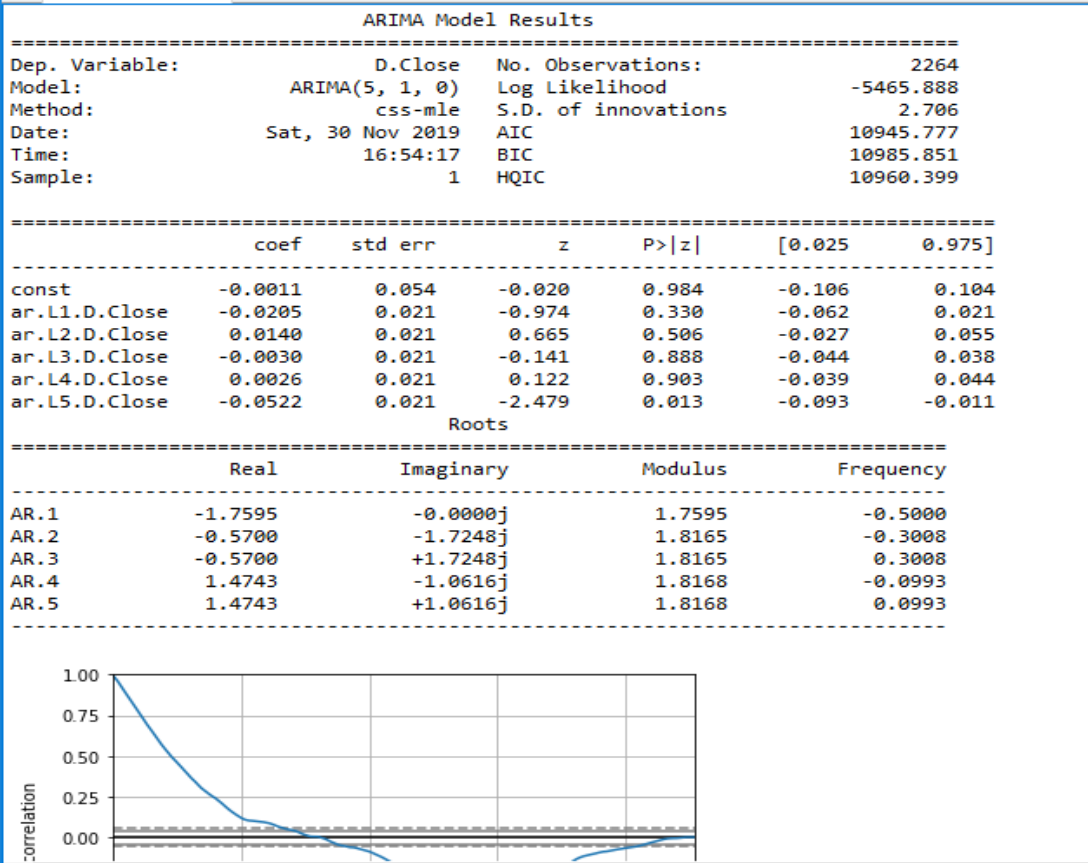 ARIMA Model Results
==============================================================================
Dep. Variable: D.Close No. Observations: 2264
Model: ARIMA(5, 1, 0) Log Likelihood -5465.888
Method: css-mle S.D. of innovations 2.706
Date: Sat, 30 Nov 2019 AIC 10945.777
Time: 16:54:17 BIC 10985.851
Sample: 1 HQIC 10960.399
=================================================================================
coef std err z P>|z| [0.025 0.975]
---------------------------------------------------------------------------------
const -0.0011 0.054 -0.020 0.984 -0.106 0.104
ar.L1.D.Close -0.0205 0.021 -0.974 0.330 -0.062 0.021
ar.L2.D.Close 0.0140 0.021 0.665 0.506 -0.027 0.055
ar.L3.D.Close -0.0030 0.021 -0.141 0.888 -0.044 0.038
ar.L4.D.Close 0.0026 0.021 0.122 0.903 -0.039 0.044
ar.L5.D.Close -0.0522 0.021 -2.479 0.013 -0.093 -0.011
Roots
=============================================================================
Real Imaginary Modulus Frequency
-----------------------------------------------------------------------------
AR.1 -1.7595 -0.0000j 1.7595 -0.5000
AR.2 -0.5700 -1.7248j 1.8165 -0.3008
AR.3 -0.5700 +1.7248j 1.8165 0.3008
AR.4 1.4743 -1.0616j 1.8168 -0.0993
AR.5 1.4743 +1.0616j 1.8168 0.0993
-----------------------------------------------------------------------------
1.00
0.75
0.50
0.25
0.00
correlation